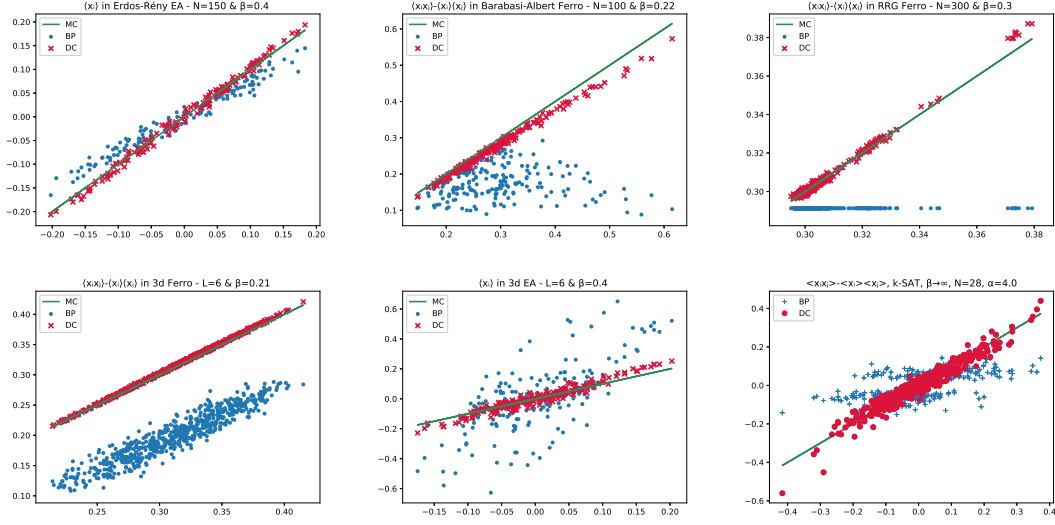 ⟨xᵢ⟩ in Erdos-Rény EA - N=150 & β=0.4
MC
BP
DC
0.20
0.15
0.10
0.05
0.00
−0.05
−0.10
−0.15
−0.20
−0.20 −0.15 −0.10 −0.05 0.00 0.05 0.10 0.15 0.20
⟨xᵢxⱼ⟩-⟨xᵢ⟩⟨xⱼ⟩ in Barabasi-Albert Ferro - N=100 & β=0.22
MC
BP
DC
0.6
0.5
0.4
0.3
0.2
0.1
0.2 0.3 0.4 0.5 0.6
⟨xᵢxⱼ⟩-⟨xᵢ⟩⟨xⱼ⟩ in RRG Ferro - N=300 & β=0.3
MC
BP
DC
0.38
0.36
0.34
0.32
0.30
0.30 0.32 0.34 0.36 0.38
⟨xᵢxⱼ⟩-⟨xᵢ⟩⟨xⱼ⟩ in 3d Ferro - L=6 & β=0.21
MC
BP
DC
0.40
0.35
0.30
0.25
0.20
0.15
0.10
0.25 0.30 0.35 0.40
⟨xᵢ⟩ in 3d EA - L=6 & β=0.4
MC
BP
DC
0.6
0.4
0.2
0.0
−0.2
−0.4
−0.6
−0.15 −0.10 −0.05 0.00 0.05 0.10 0.15 0.20
<xᵢxⱼ>-<xᵢ><xⱼ>, k-SAT, β→∞, N=28, α=4.0
BP
DC
0.4
0.2
0.0
−0.2
−0.4
−0.6
−0.4 −0.3 −0.2 −0.1 0.0 0.1 0.2 0.3 0.4